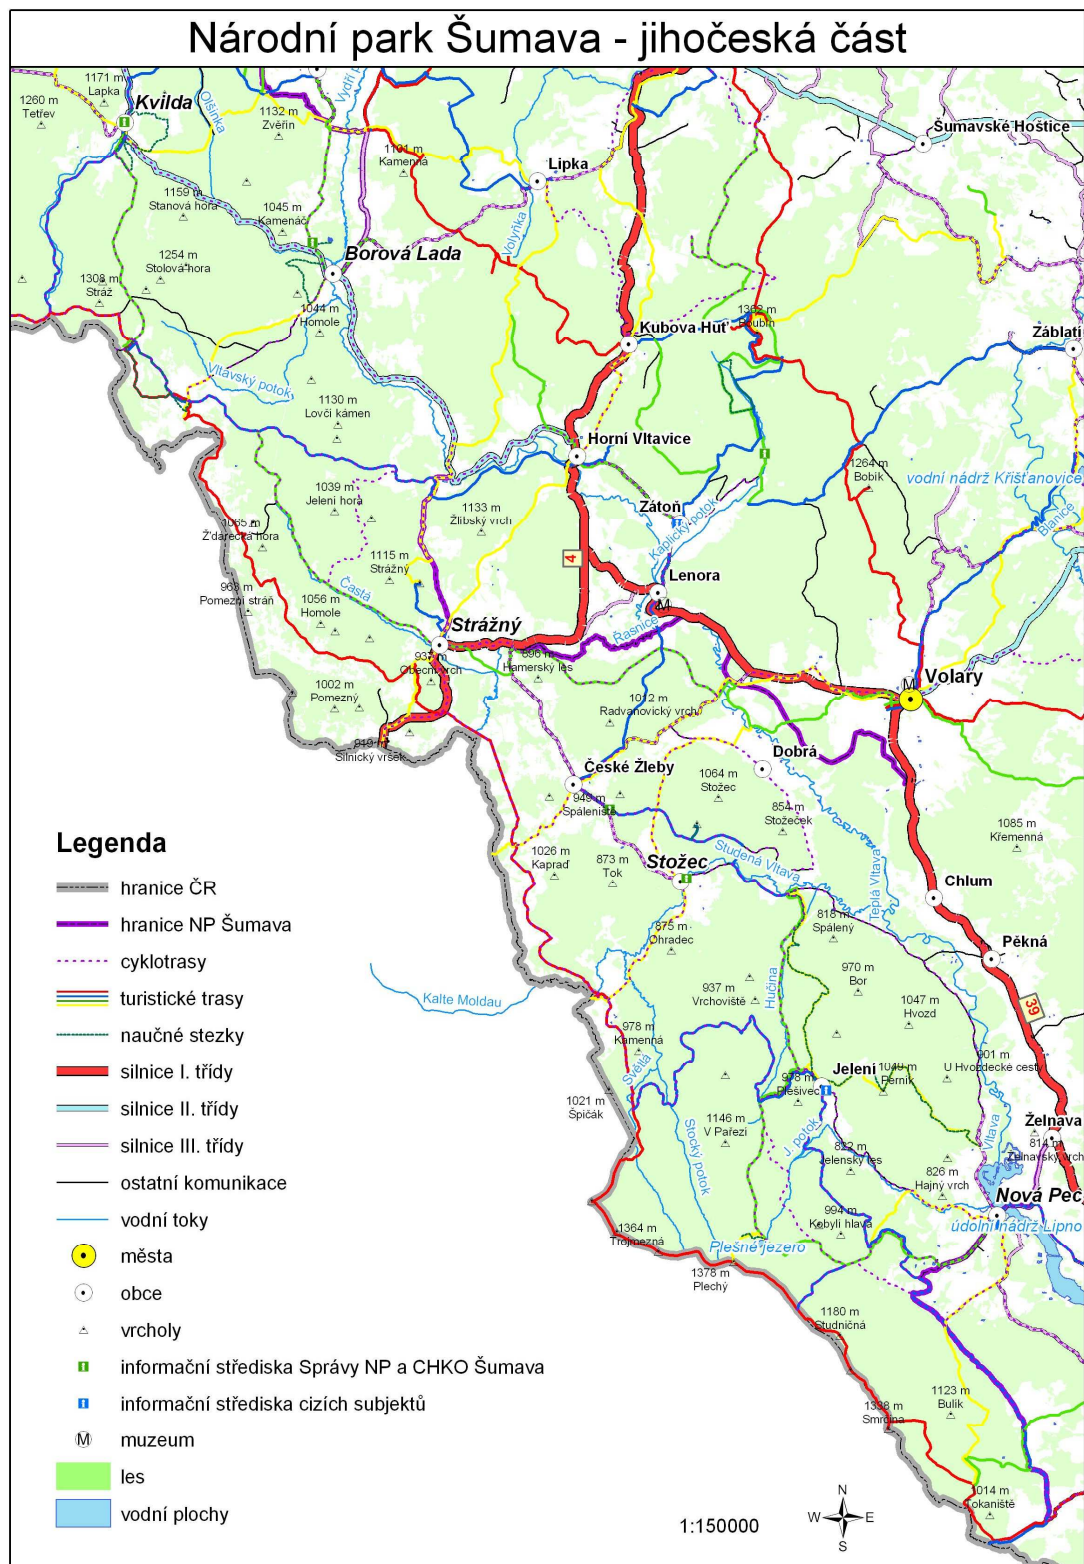 Národní park Šumava - jihočeská část
1171 m
Lapka
1260 m
Tetřev
Kvilda
Olšinka
1132 m
Zvěřín
Vydří p
1101 m
Kamenná
Lipka
Šumavské Hoštice
1159 m
Stanová hora
1045 m
Kamenáč
Volyňka
1254 m
Stolová hora
Borová Lada
1308 m
Stráž
1044 m
Homole
1362 m
Boubín
Kubova Huť
Záblatí
Vltavský potok
1130 m
Lovčí kámen
Horní Vltavice
1264 m
Bobík
vodní nádrž Křišťanovice
1039 m
Jelení hora
1133 m
Žlibský vrch
Zátoň
Kaplický potok
Blanice
1065 m
Žďárecká hora
1115 m
Strážný
4
Lenora
M
968 m
Pomezní stráň
1056 m
Homole
Častá
Strážný
Řasnice
937 m
Obecní vrch
896 m
Hamerský les
M
Volary
1002 m
Pomezný
1012 m
Radvanovický vrch
919 m
Silnický vršek
České Žleby
1064 m
Stožec
Dobrá
949 m
Spáleniště
854 m
Stožeček
1085 m
Křemenná
1026 m
Kapraď
873 m
Tok
Stožec
Studená Vltava
Teplá Vltava
Chlum
875 m
Ohradec
818 m
Spálený
Pěkná
Kalte Moldau
937 m
Vrchoviště
Hučina
970 m
Bor
1047 m
Hvozd
39
978 m
Kamenná
Světlá
901 m
U Hvozdecké cesty
1049 m
Perník
Jelení
978 m
Plešivec
1021 m
Špičák
1146 m
V Pařezí
Stocký potok
J. potok
822 m
Jelenský les
Vltava
Želnava
814 m
Želnavský vrch
826 m
Hajný vrch
Nová Pec
994 m
Kobylí hlava
údolní nádrž Lipno
1364 m
Trojmezná
Plešné jezero
1378 m
Plechý
1180 m
Studničná
1123 m
Bulík
1338 m
Smrčina
1014 m
Tokaniště
Legenda
hranice ČR
hranice NP Šumava
cyklotrasy
turistické trasy
naučné stezky
silnice I. třídy
silnice II. třídy
silnice III. třídy
ostatní komunikace
vodní toky
města
obce
vrcholy
informační střediska Správy NP a CHKO Šumava
informační střediska cizích subjektů
M muzeum
les
vodní plochy
1:150000
N
W E
S